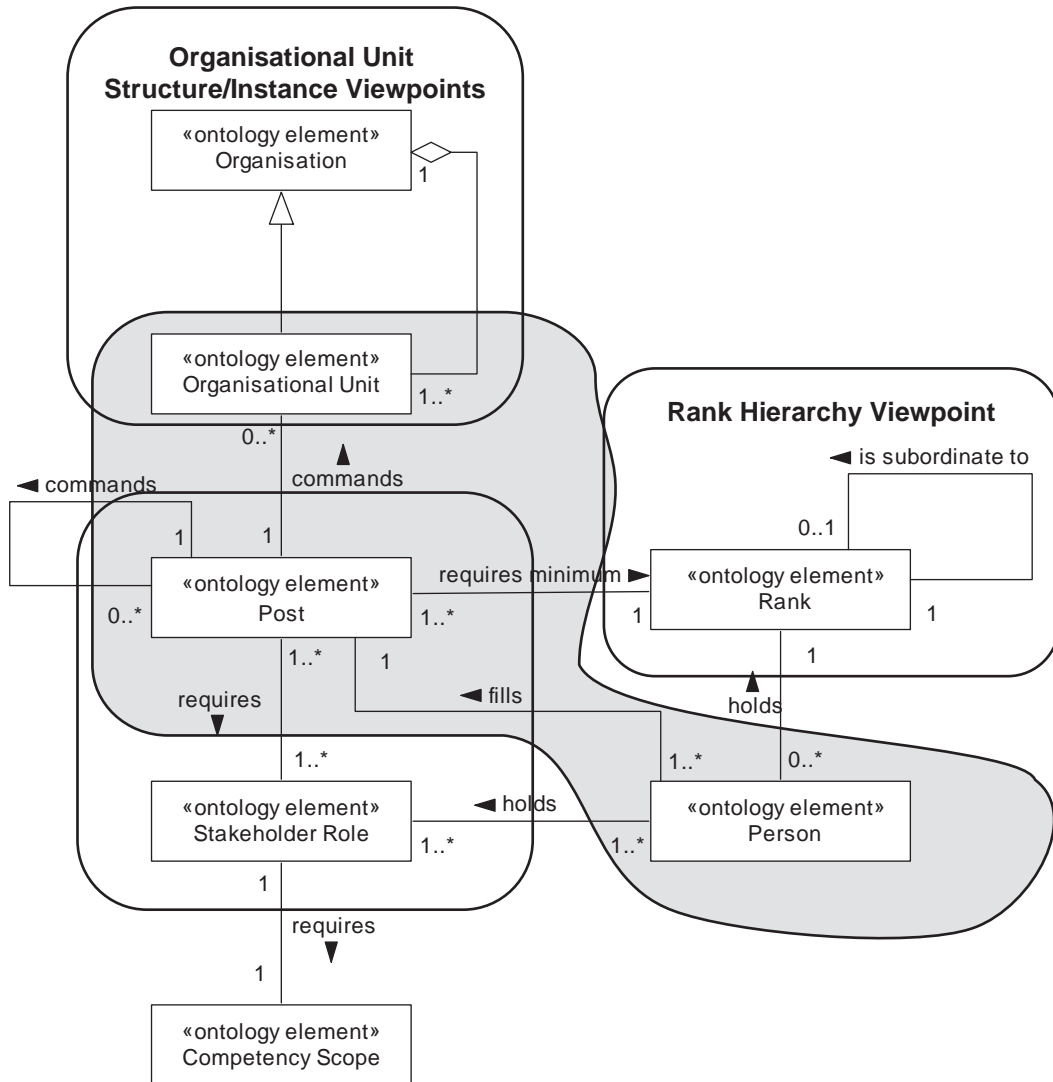 Organisational Unit
Structure/Instance Viewpoints
«ontology element»
Organisation
1
«ontology element»
Organisational Unit
1..*
0..*
commands
Rank Hierarchy Viewpoint
is subordinate to
commands
1
1
0..1
«ontology element»
Post
requires minimum
«ontology element»
Rank
0..*
1..*
1
1
1..*
1
1
requires
fills
holds
1..*
1..*
0..*
«ontology element»
Stakeholder Role
holds
«ontology element»
Person
1..*
1..*
1
requires
1
«ontology element»
Competency Scope